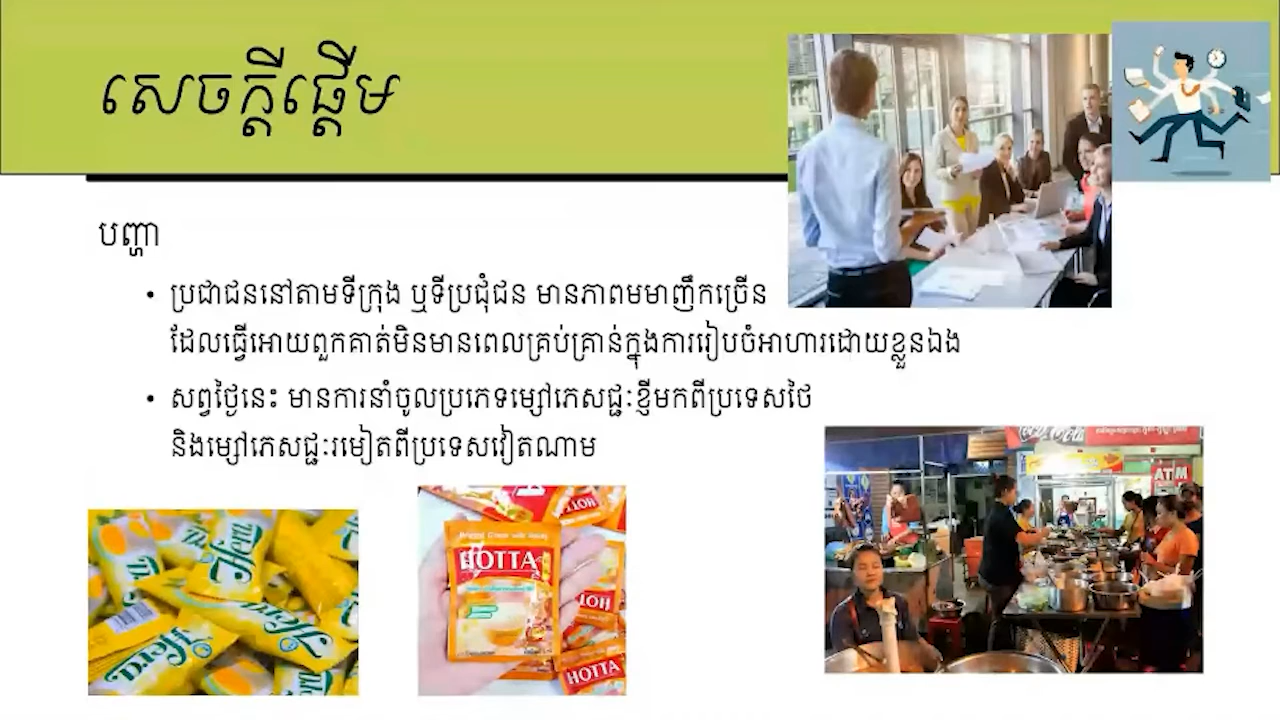 សេចក្ដីផ្ដើម
បញ្ហា
• ប្រជាជននៅតាមទីក្រុង ឬទីប្រជុំជន មានភាពមមាញឹកច្រើន
ដែលធ្វើអោយពួកគាត់មិនមានពេលគ្រប់គ្រាន់ក្នុងការរៀបចំអាហារដោយខ្លួនឯង
• សព្វថ្ងៃនេះ មានការនាំចូលប្រភេទម្សៅភេសជ្ជៈខ្ញីមកពីប្រទេសថៃ
និងម្សៅភេសជ្ជៈរមៀតពីប្រទេសវៀតណាម
HOTTA
HOTTA
ATM